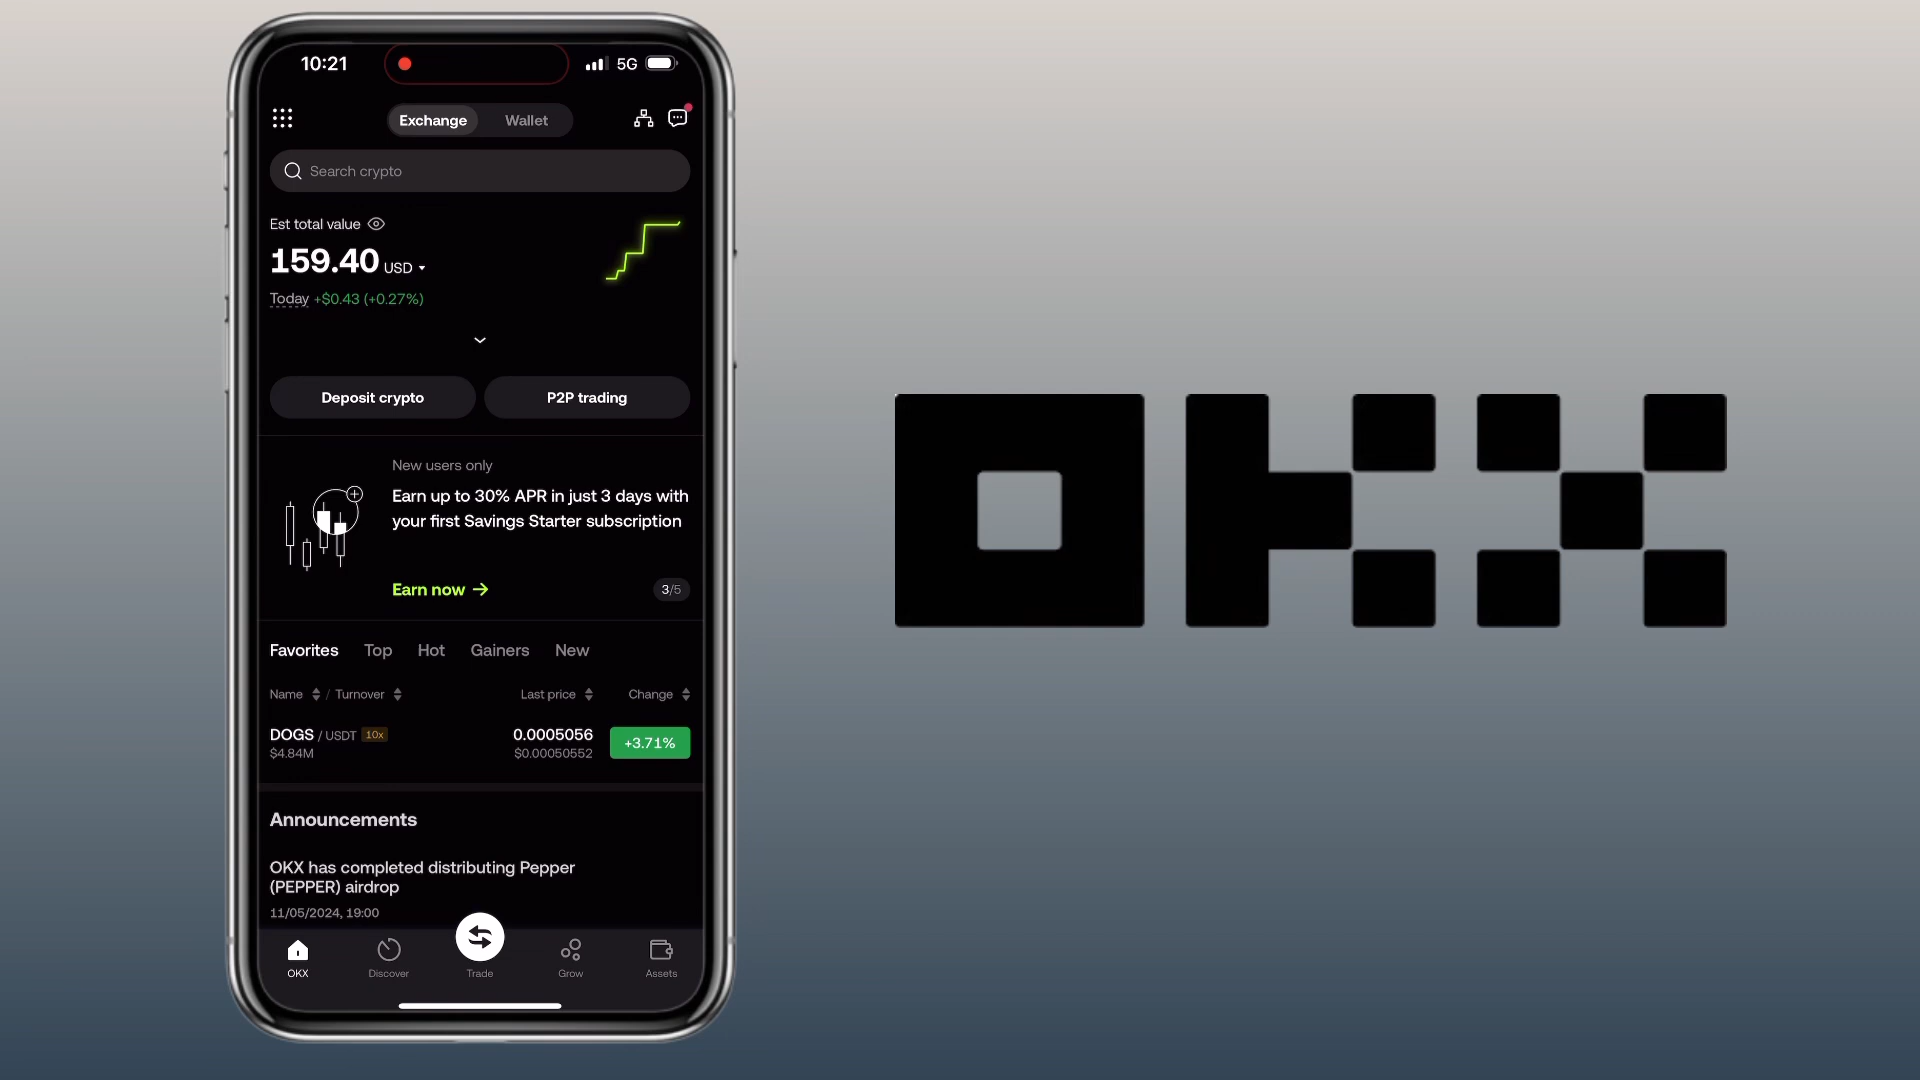 10:21
5G
Exchange
Wallet
Search crypto
Est total value
159.40 USD
Today +$0.43 (+0.27%)
Deposit crypto
P2P trading
New users only
Earn up to 30% APR in just 3 days with
your first Savings Starter subscription
Earn now
3/5
Favorites Top Hot Gainers New
Name / Turnover Last price Change
DOGS / USDT 10x 0.0005056 +3.71%
$4.84M $0.00050552
Announcements
OKX has completed distributing Pepper
(PEPPER) airdrop
11/05/2024, 19:00
OKX Discover Trade Grow Assets
OKX